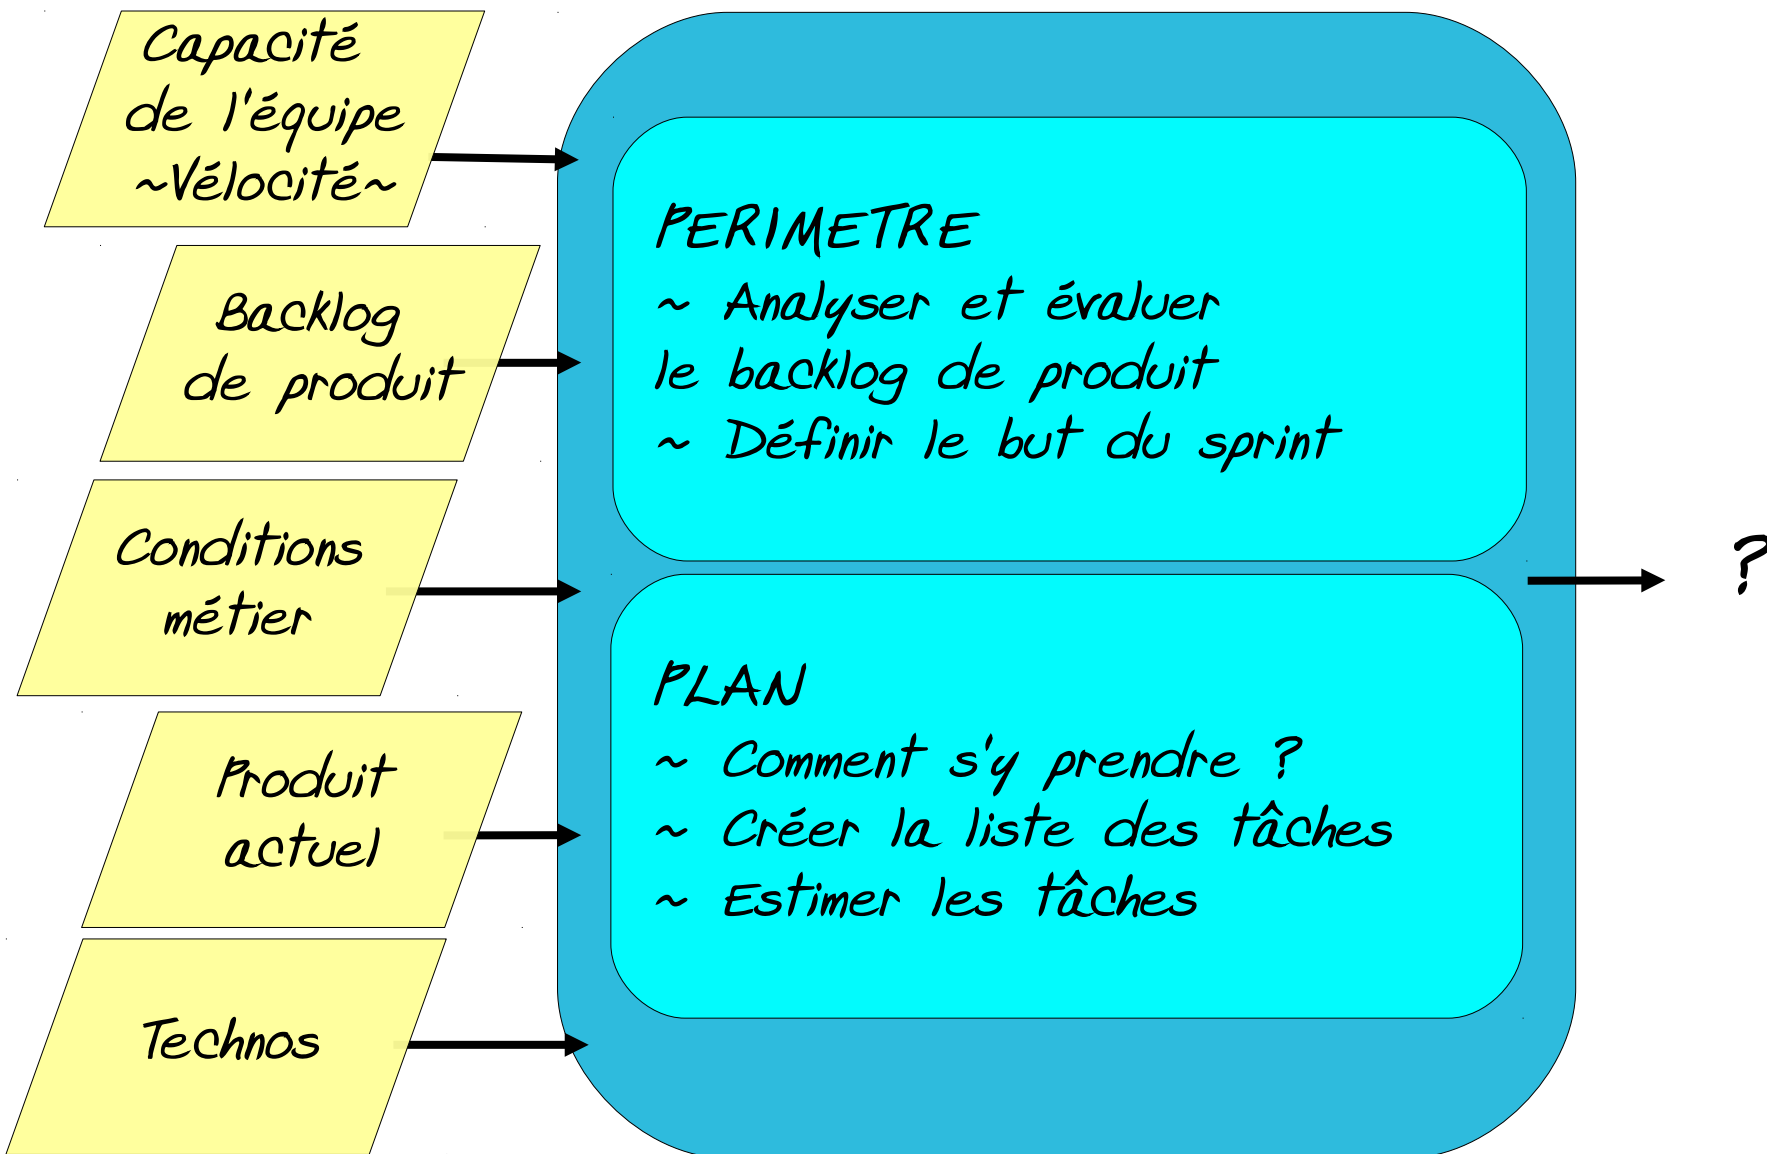 Capacité
de l'équipe
~Vélocité~
Backlog
de produit
Conditions
métier
Produit
actuel
Technos
PERIMETRE
~ Analyser et évaluer
le backlog de produit
~ Définir le but du sprint
PLAN
~ Comment s'y prendre ?
~ Créer la liste des tâches
~ Estimer les tâches
?